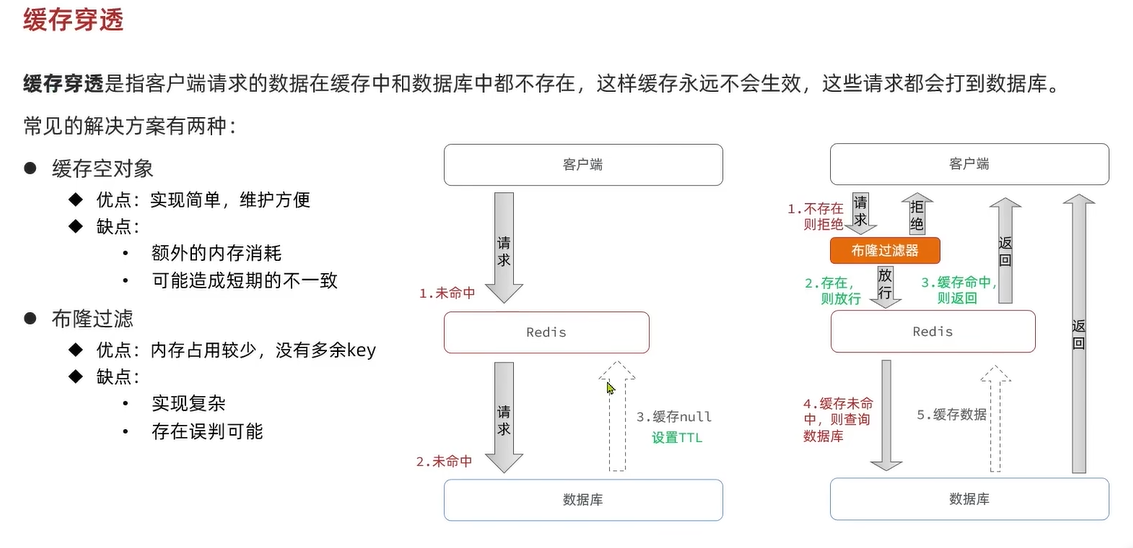 缓存穿透
缓存穿透是指客户端请求的数据在缓存中和数据库中都不存在，这样缓存永远不会生效，这些请求都会打到数据库。
常见的解决方案有两种：
● 缓存空对象
◆ 优点：实现简单，维护方便
◆ 缺点：
• 额外的内存消耗
• 可能造成短期的不一致
● 布隆过滤
◆ 优点：内存占用较少，没有多余key
◆ 缺点：
• 实现复杂
• 存在误判可能
客户端
请求
1.未命中
Redis
请求
2.未命中
3.缓存null
设置TTL
数据库
客户端
1.不存在
则拒绝
请求
拒绝
布隆过滤器
2.存在，
则放行
放行
3.缓存命中，
则返回
返回
Redis
返回
4.缓存未命
中，则查询
数据库
5.缓存数据
数据库